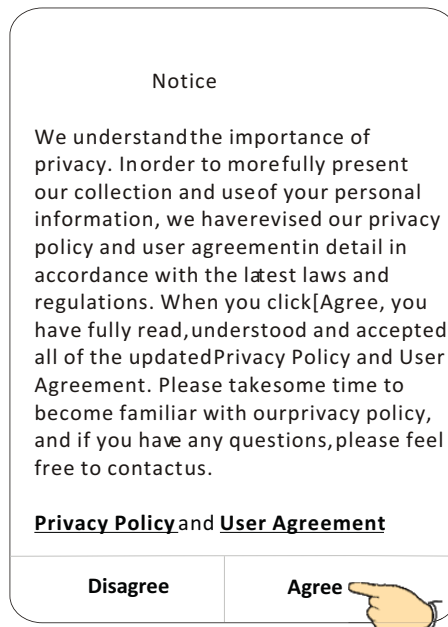 Notice
We understand the importance of
privacy. Inorder to morefully present
our collection and useof your personal
information, we haverevised our privacy
policy and user agreementin detail in
accordance with the latest laws and
regulations. When you click[Agree, you
have fully read,understood and accepted
all of the updatedPrivacy Policy and User
Agreement. Please takesome time to
become familiar with ourprivacy policy,
and if you have any questions,please feel
free to contactus.
Privacy Policy and User Agreement
Disagree Agree